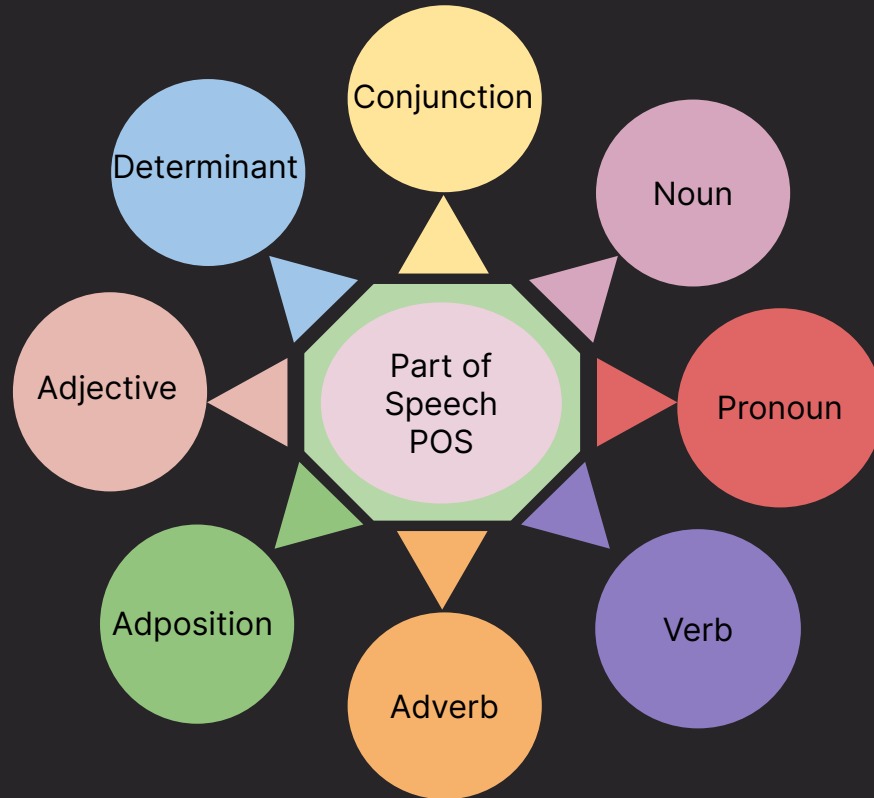 Conjunction
Determinant
Noun
Adjective
Part of
Speech
POS
Pronoun
Adposition
Verb
Adverb